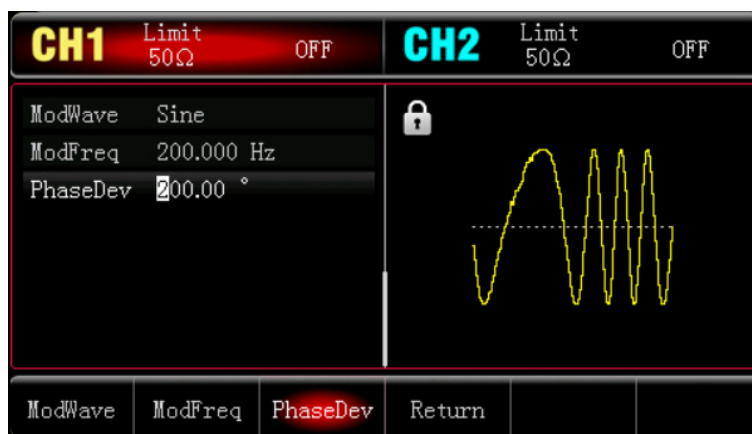 CH1 Limit 50Ω OFF
CH2 Limit 50Ω OFF
ModWave Sine
ModFreq 200.000 Hz
PhaseDev 200.00 °
ModWave ModFreq PhaseDev Return